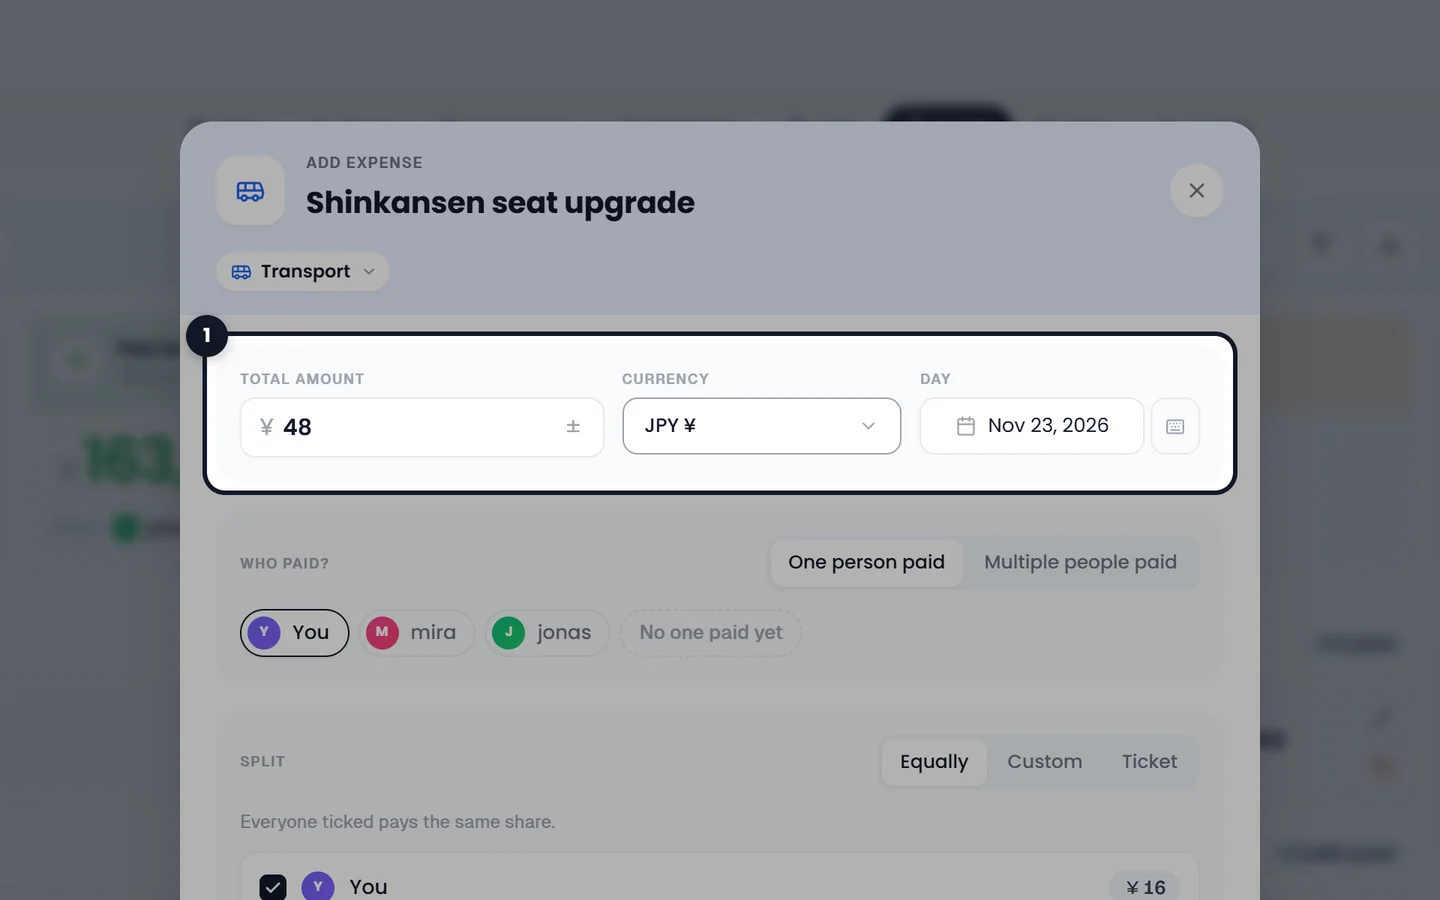 ADD EXPENSE
Shinkansen seat upgrade
Transport
1
TOTAL AMOUNT
CURRENCY
DAY
¥ 48
±
JPY ¥
Nov 23, 2026
WHO PAID?
One person paid
Multiple people paid
Y You
M mira
J jonas
No one paid yet
SPLIT
Equally
Custom
Ticket
Everyone ticked pays the same share.
Y You
¥ 16
163,